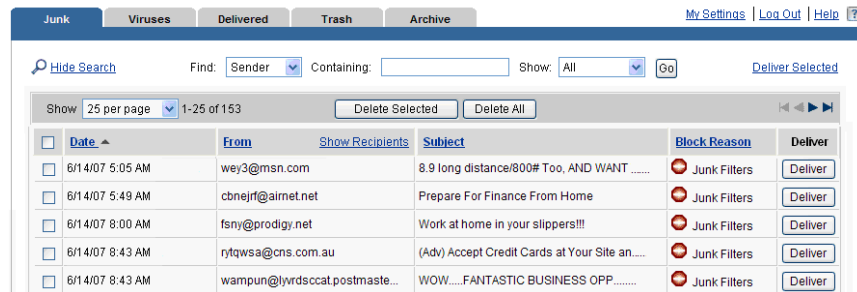 Junk Viruses Delivered Trash Archive My Settings | Log Out | Help ?
Hide Search Find: Sender Containing: Show: All Go Deliver Selected
Show 25 per page 1-25 of 153 Delete Selected Delete All
Date From Show Recipients Subject Block Reason Deliver
6/14/07 5:05 AM wey3@msn.com 8.9 long distance/800# Too, AND WANT ...... Junk Filters Deliver
6/14/07 5:49 AM cbnejrf@airnet.net Prepare For Finance From Home Junk Filters Deliver
6/14/07 8:00 AM fsny@prodigy.net Work at home in your slippers!!! Junk Filters Deliver
6/14/07 8:43 AM rytqwsa@cns.com.au (Adv) Accept Credit Cards at Your Site an..... Junk Filters Deliver
6/14/07 8:43 AM wampun@lyvrdsccat.postmaste... WOW.....FANTASTIC BUSINESS OPP........ Junk Filters Deliver